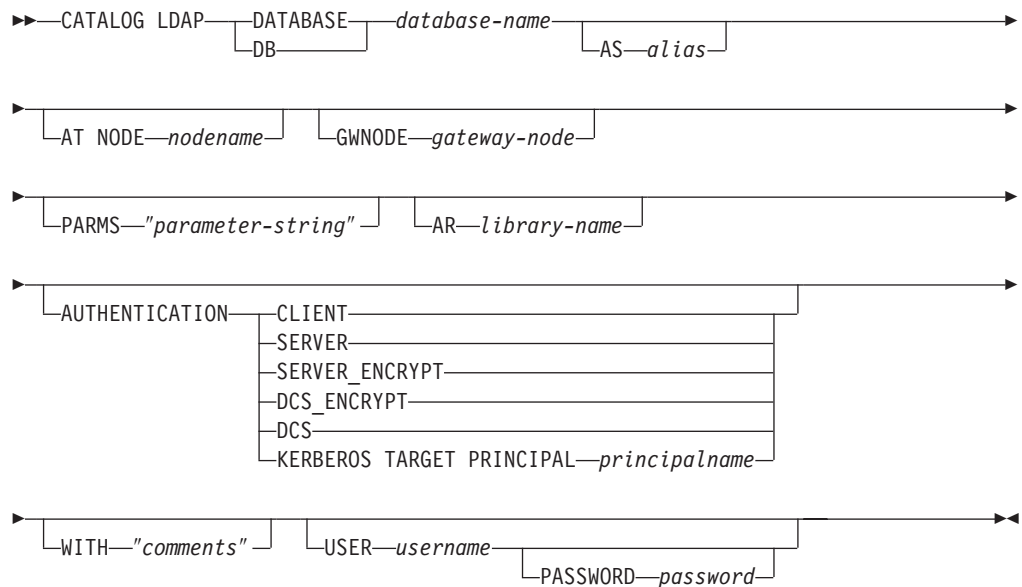 CATALOG LDAP DATABASE database-name
DB AS alias
AT NODE nodename GWNODE gateway-node
PARMS "parameter-string" AR library-name
AUTHENTICATION CLIENT
SERVER
SERVER_ENCRYPT
DCS_ENCRYPT
DCS
KERBEROS TARGET PRINCIPAL principalname
WITH "comments" USER username
PASSWORD password